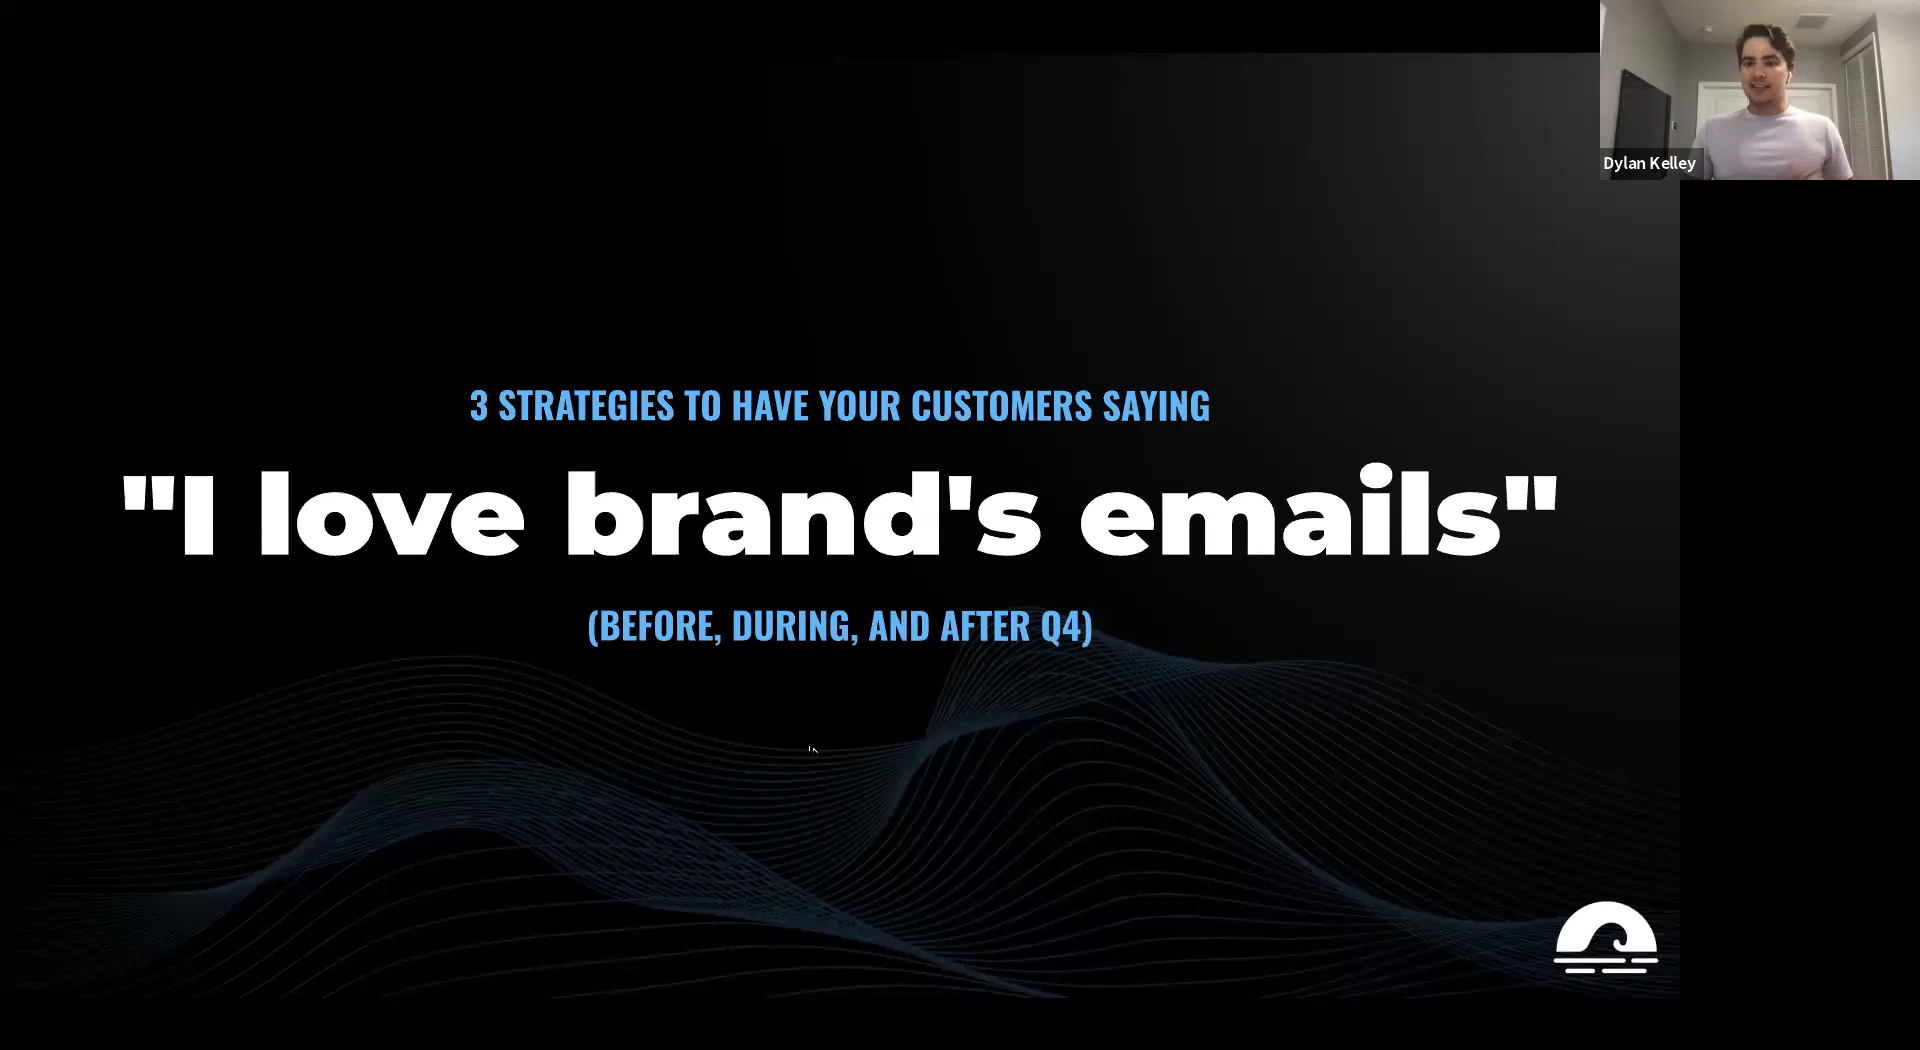 Dylan Kelley
3 STRATEGIES TO HAVE YOUR CUSTOMERS SAYING
"I love brand's emails"
(BEFORE, DURING, AND AFTER Q4)